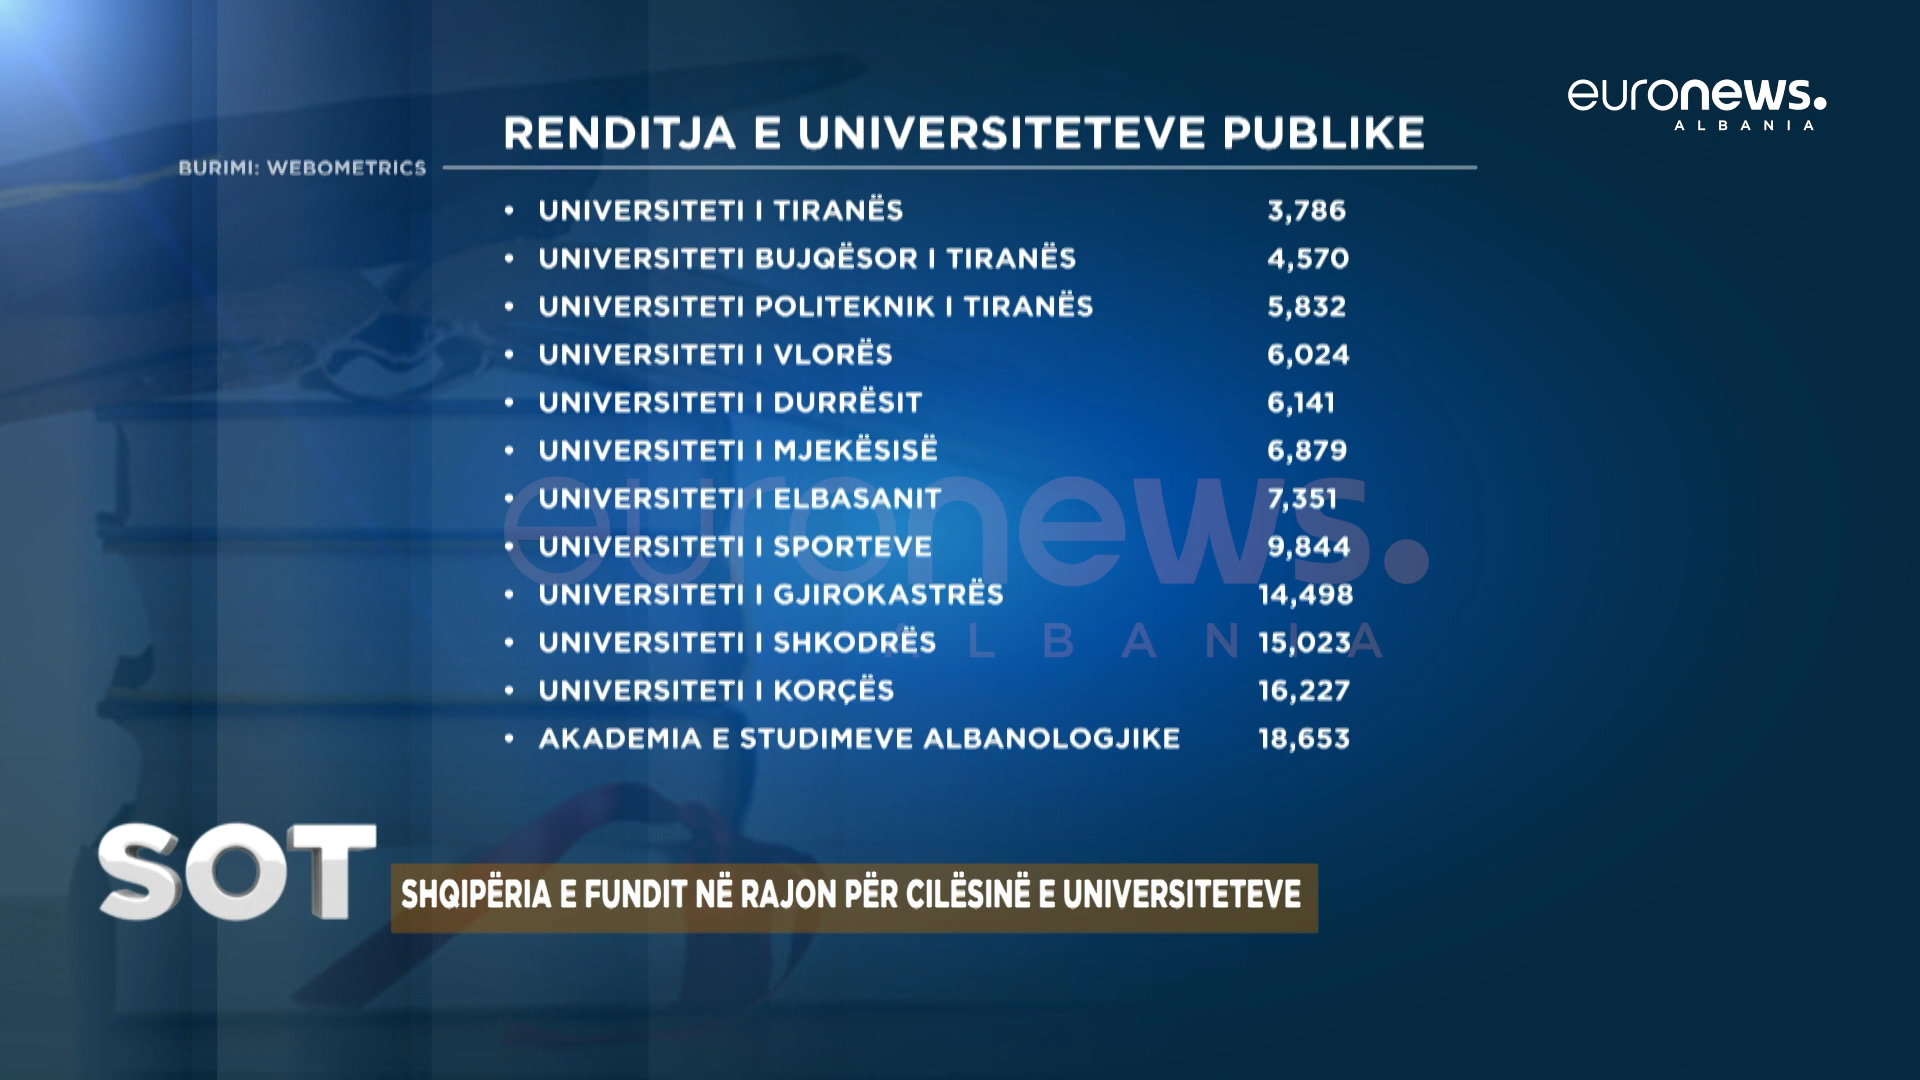 euronews.
ALBANIA
RENDITJA E UNIVERSITETEVE PUBLIKE
BURIMI: WEBOMETRICS
• UNIVERSITETI I TIRANËS 3,786
• UNIVERSITETI BUJQËSOR I TIRANËS 4,570
• UNIVERSITETI POLITEKNIK I TIRANËS 5,832
• UNIVERSITETI I VLORËS 6,024
• UNIVERSITETI I DURRËSIT 6,141
• UNIVERSITETI I MJEKËSISË 6,879
• UNIVERSITETI I ELBASANIT 7,351
• UNIVERSITETI I SPORTEVE 9,844
• UNIVERSITETI I GJIROKASTRËS 14,498
• UNIVERSITETI I SHKODRËS 15,023
• UNIVERSITETI I KORÇËS 16,227
• AKADEMIA E STUDIMEVE ALBANOLOGJIKE 18,653
euronews.
ALBANIA
SOT
SHQIPËRIA E FUNDIT NË RAJON PËR CILËSINË E UNIVERSITETEVE